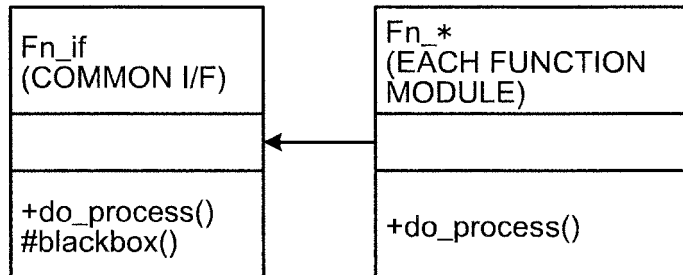 Fn_if
(COMMON I/F)
+do_process()
#blackbox()
Fn_*
(EACH FUNCTION
MODULE)
+do_process()